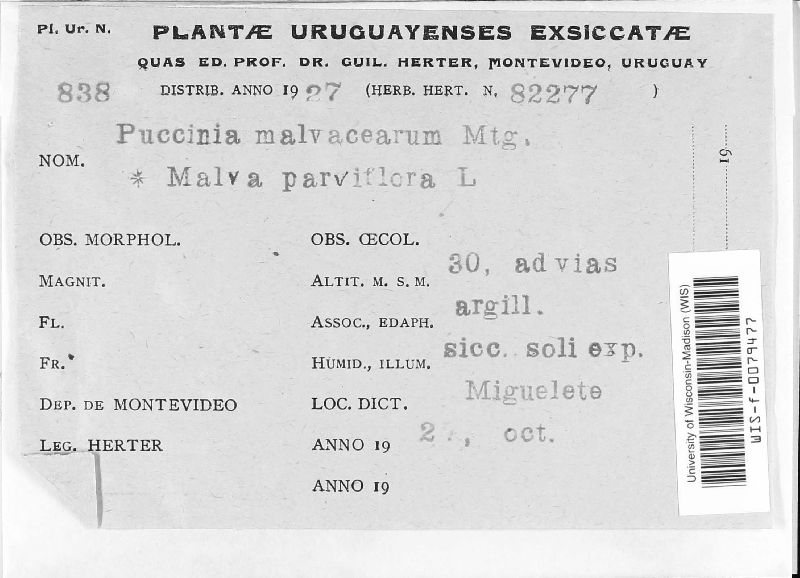 Pl. Ur. N. PLANTÆ URUGUAYENSES EXSICCATÆ
QUAS ED. PROF. DR. GUIL. HERTER, MONTEVIDEO, URUGUAY
838 DISTRIB. ANNO 1927 (HERB. HERT. N. 82277 )
Puccinia malvacearum Mtg.
NOM.
* Malva parviflora L
19
OBS. MORPHOL. OBS. ŒCOL.
MAGNIT. ALTIT. M. S. M. 30, ad vias
FL. ASSOC., EDAPH. argill.
FR. HUMID., ILLUM. sicc. soli exp.
DEP. DE MONTEVIDEO LOC. DICT. Miguelete
LEG. HERTER ANNO 19 2 , oct.
ANNO 19
University of Wisconsin-Madison (WIS)
WIS-f-0079477